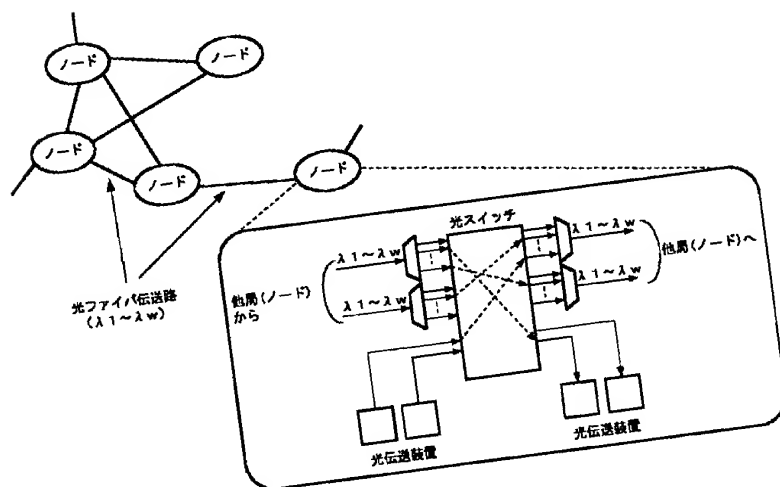 ノード
ノード
ノード
ノード
ノード
光ファイバ伝送路
(λ1~λw)
光スイッチ
λ1~λw
λ1~λw
他局(ノード)
から
λ1~λw
λ1~λw
他局(ノード)へ
光伝送装置
光伝送装置